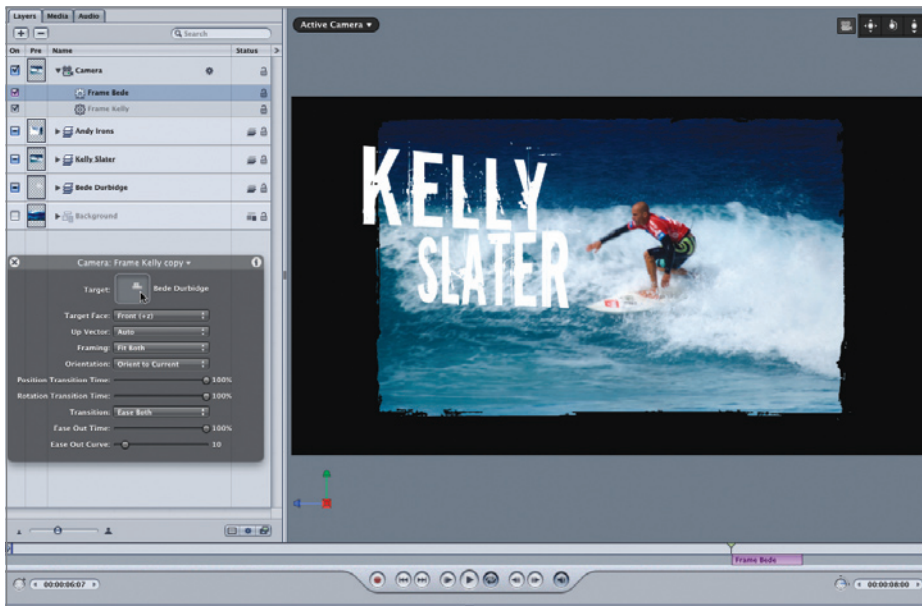 Layers Media Audio
Active Camera
Search
On Pre Name Status
Camera
Frame Bede
Frame Kelly
Andy Irons
Kelly Slater
Bede Durbidge
Background
KELLY
SLATER
Camera: Frame Kelly copy
Target: Bede Durbidge
Target Face: Front (+z)
Up Vector: Auto
Framing: Fit Both
Orientation: Orient to Current
Position Transition Time: 100%
Rotation Transition Time: 100%
Transition: Ease Both
Ease Out Time: 100%
Ease Out Curve: 10
Frame Bede
00:00:06:07
00:00:08:00